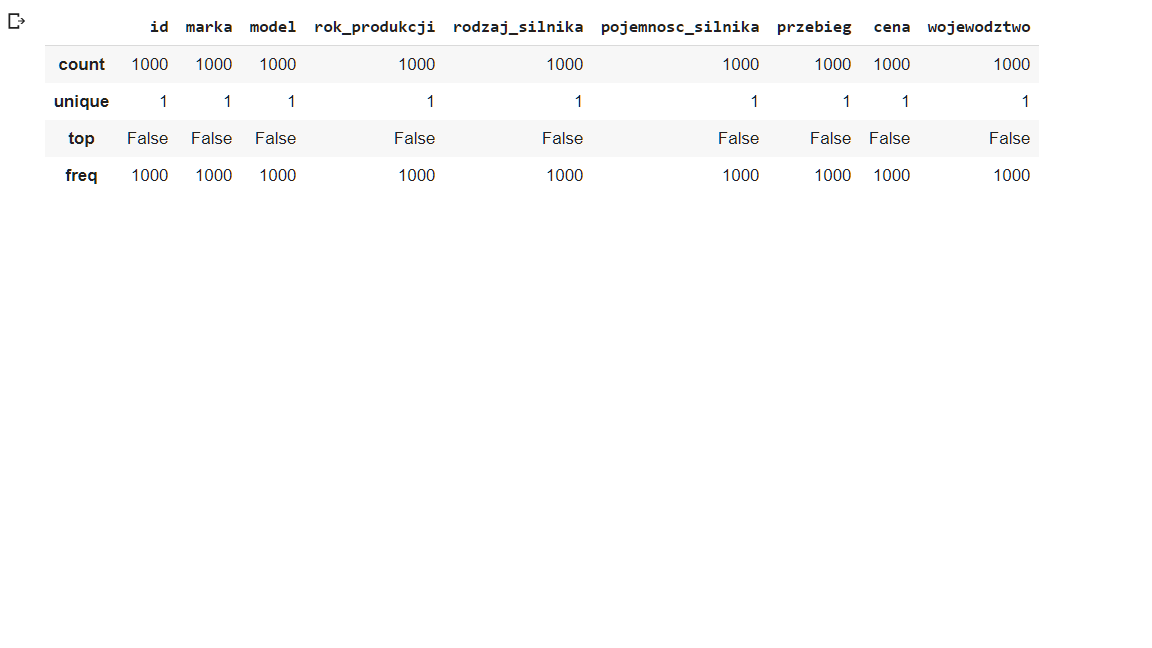 id marka model rok_produkcji rodzaj_silnika pojemnosc_silnika przebieg cena wojewodztwo
count 1000 1000 1000 1000 1000 1000 1000 1000 1000
unique 1 1 1 1 1 1 1 1 1
top False False False False False False False False False
freq 1000 1000 1000 1000 1000 1000 1000 1000 1000